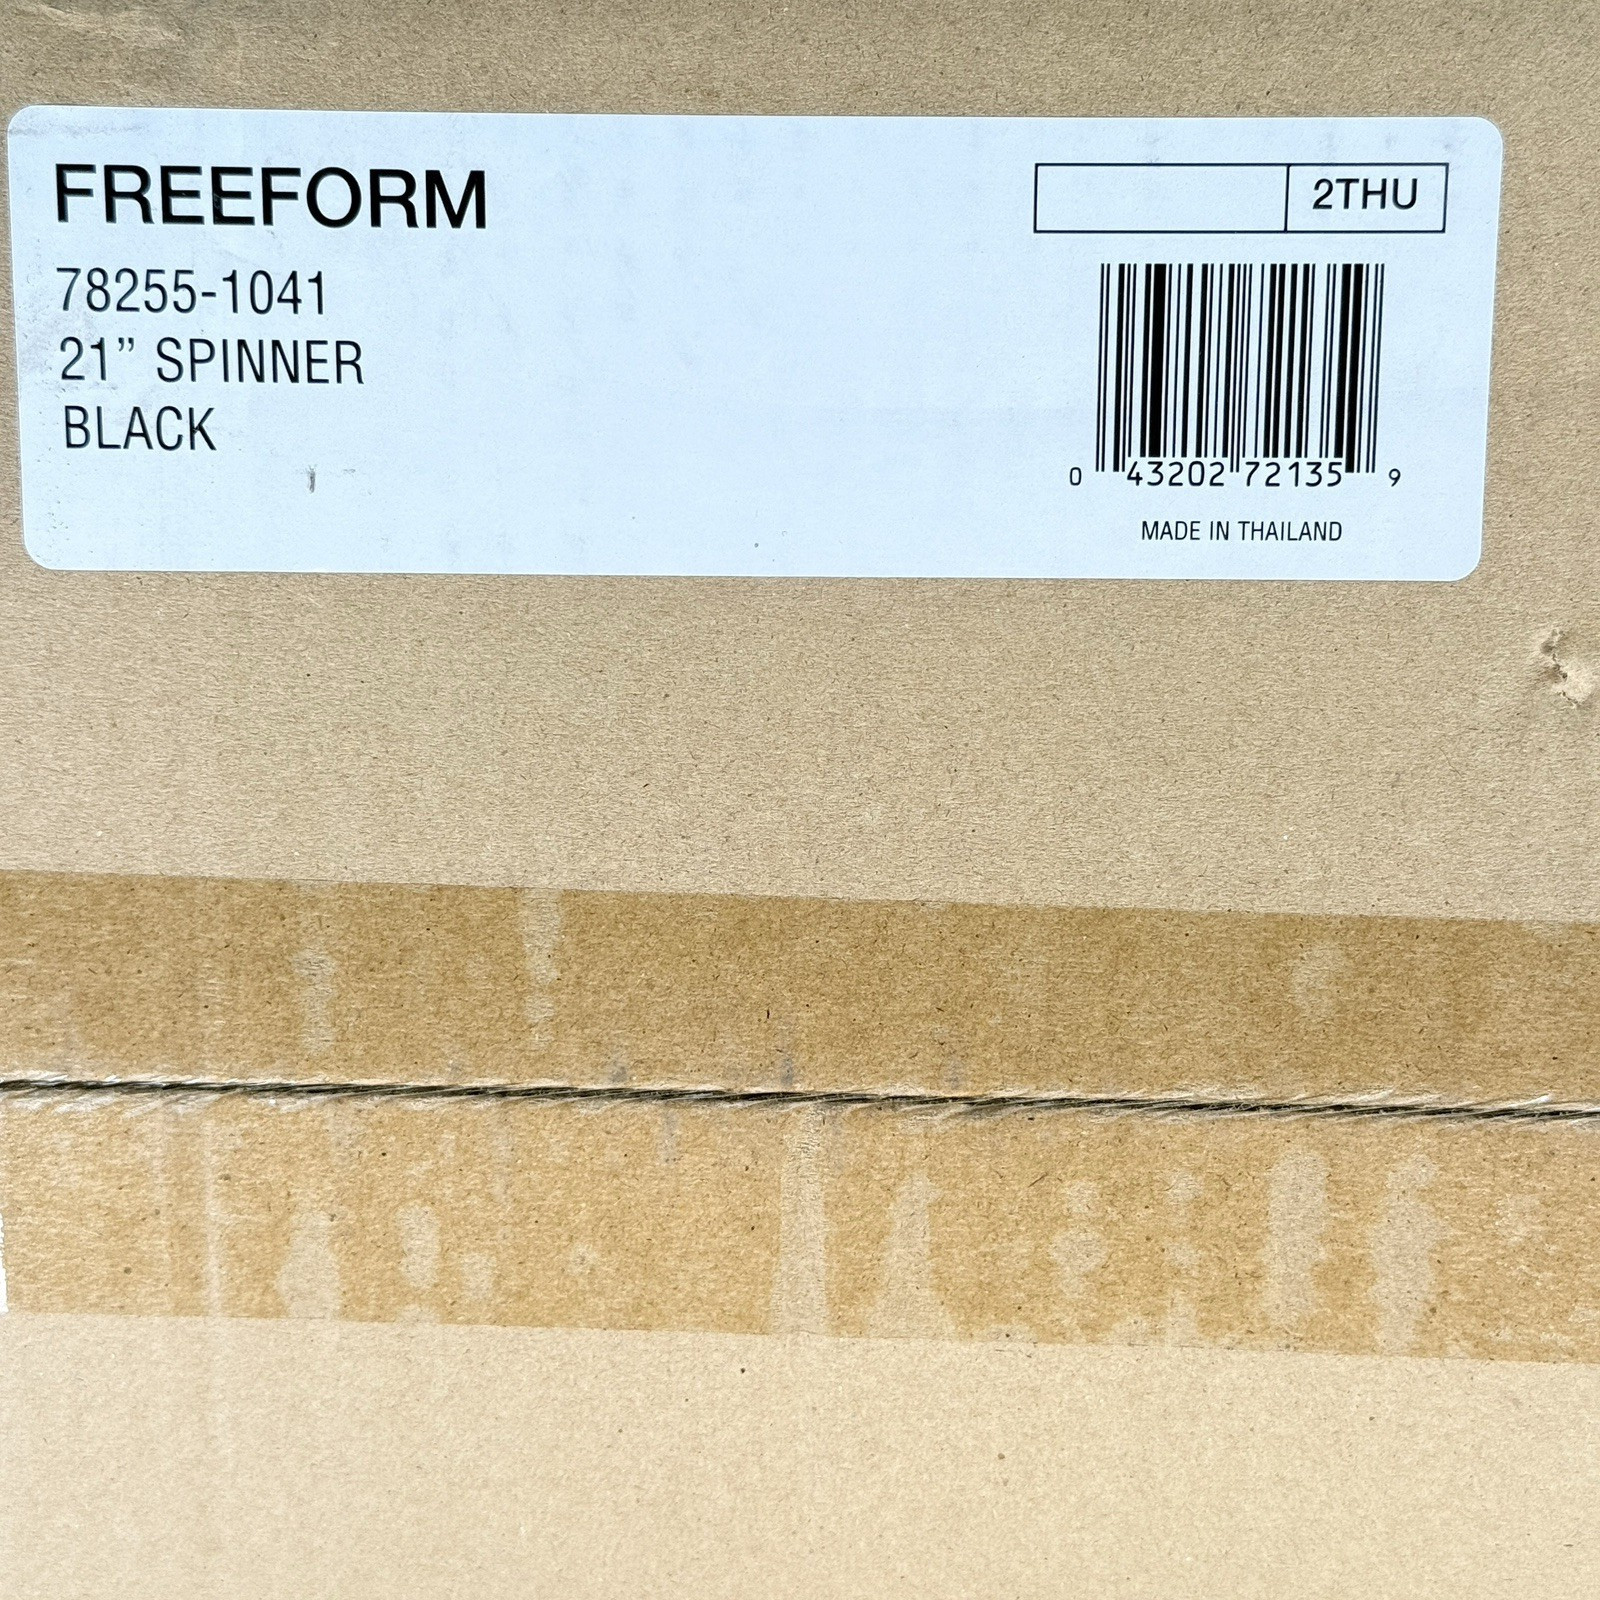 FREEFORM
78255-1041
21” SPINNER
BLACK
2THU
0 43202 72135 9
MADE IN THAILAND